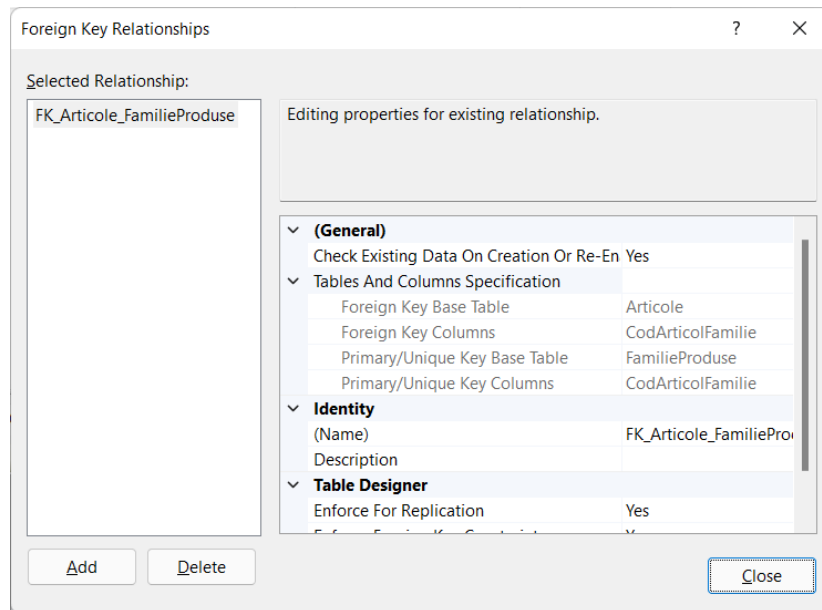 Foreign Key Relationships
?
Selected Relationship:
FK_Articole_FamilieProduse
Editing properties for existing relationship.
(General)
Check Existing Data On Creation Or Re-En Yes
Tables And Columns Specification
Foreign Key Base Table Articole
Foreign Key Columns CodArticolFamilie
Primary/Unique Key Base Table FamilieProduse
Primary/Unique Key Columns CodArticolFamilie
Identity
(Name) FK_Articole_FamiliePro
Description
Table Designer
Enforce For Replication Yes
Add Delete
Close